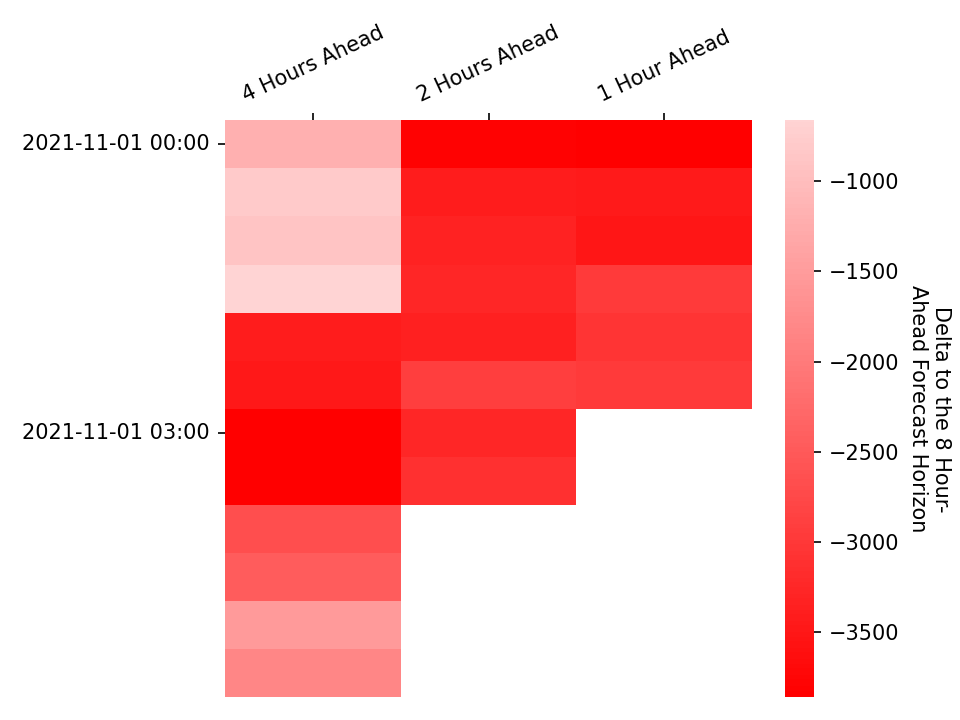 4 Hours Ahead
2 Hours Ahead
1 Hour Ahead
2021-11-01 00:00
2021-11-01 03:00
−1000
−1500
−2000
−2500
−3000
−3500
Delta to the 8 Hour-
Ahead Forecast Horizon